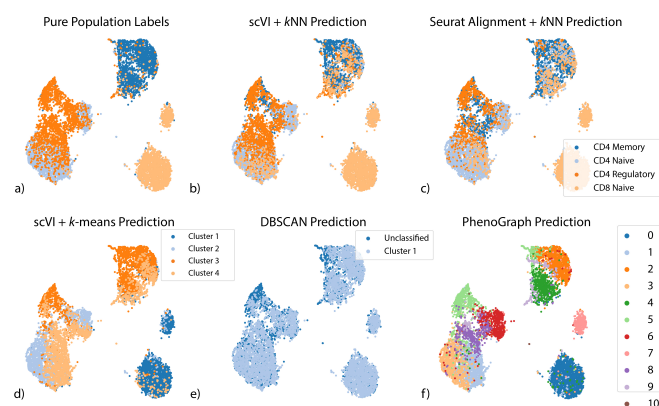 Pure Population Labels
scVI + kNN Prediction
Seurat Alignment + kNN Prediction
CD4 Memory
CD4 Naive
CD4 Regulatory
CD8 Naive
a)
b)
c)
scVI + k-means Prediction
DBSCAN Prediction
PhenoGraph Prediction
Cluster 1
Cluster 2
Cluster 3
Cluster 4
Unclassified
Cluster 1
0
1
2
3
4
5
6
7
8
9
10
d)
e)
f)